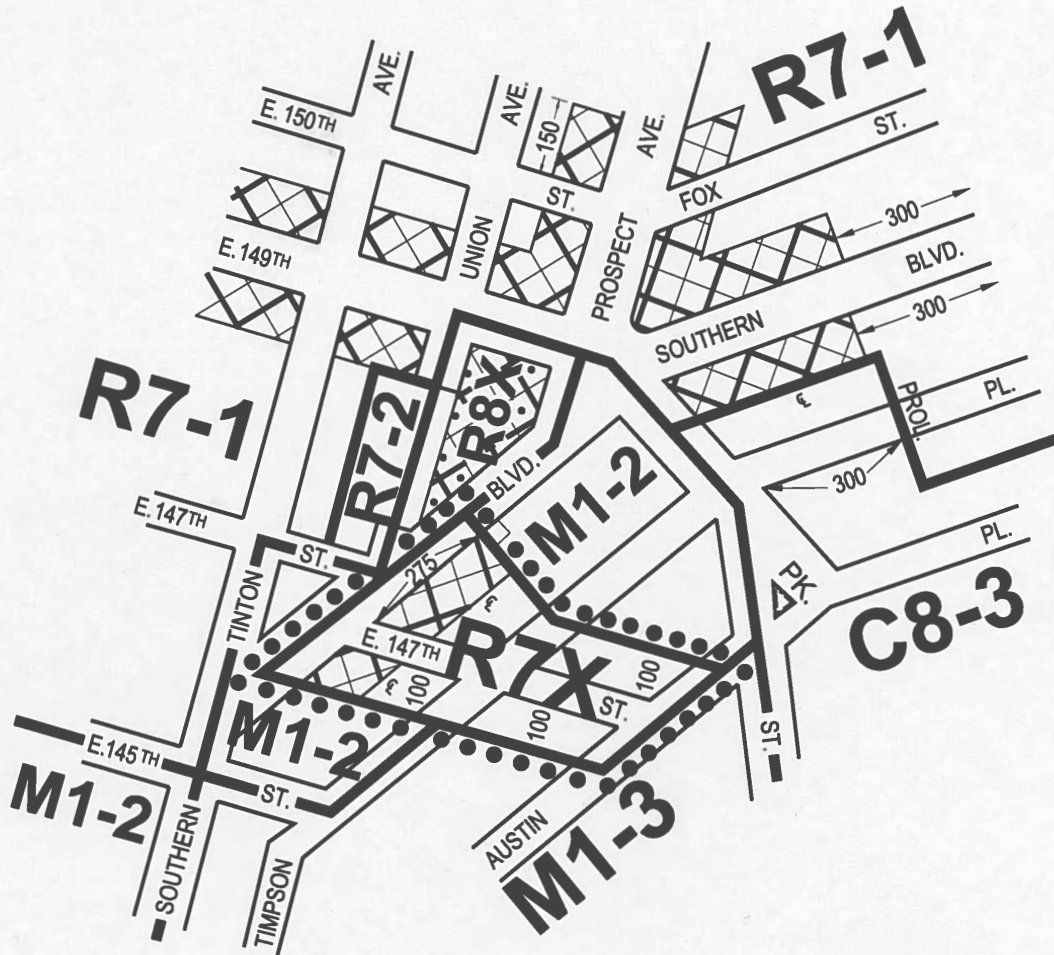 R7-1
AVE.
E. 150TH
AVE.
150
AVE.
ST.
ST.
FOX
300
E. 149TH
UNION
PROSPECT
BLVD.
SOUTHERN
300
R7-1
R7-2
R8X
BLVD.
M1-2
PROL.
PL.
300
E. 147TH
ST.
275
PL.
PK.
TINTON
E. 147TH
R7X
C8-3
100
100
100
ST.
ST.
M1-2
E. 145TH
ST.
M1-2
SOUTHERN
TIMPSON
AUSTIN
M1-3